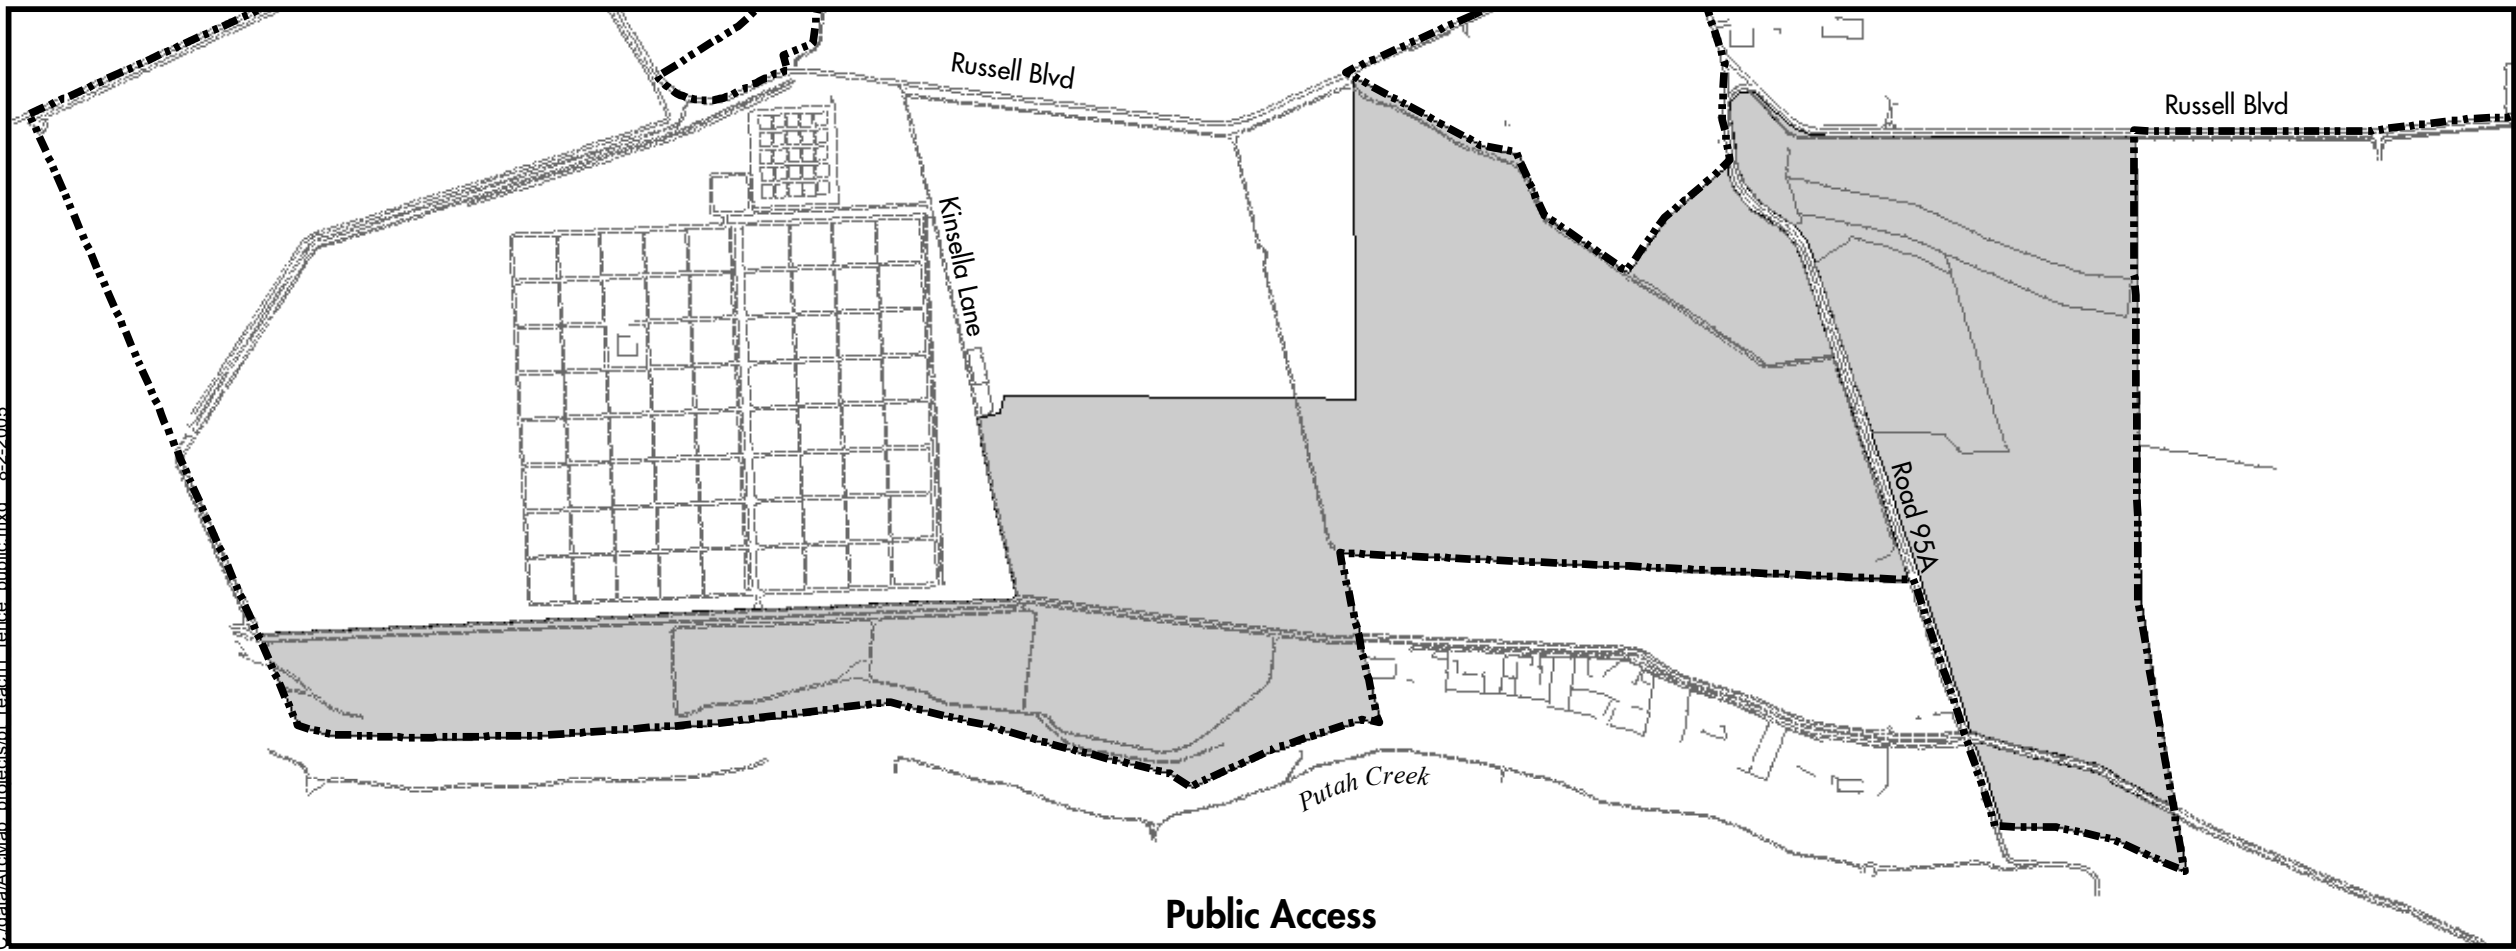 Russell Blvd
Russell Blvd
Kinsella Lane
Road 95A
Putah Creek
Public Access